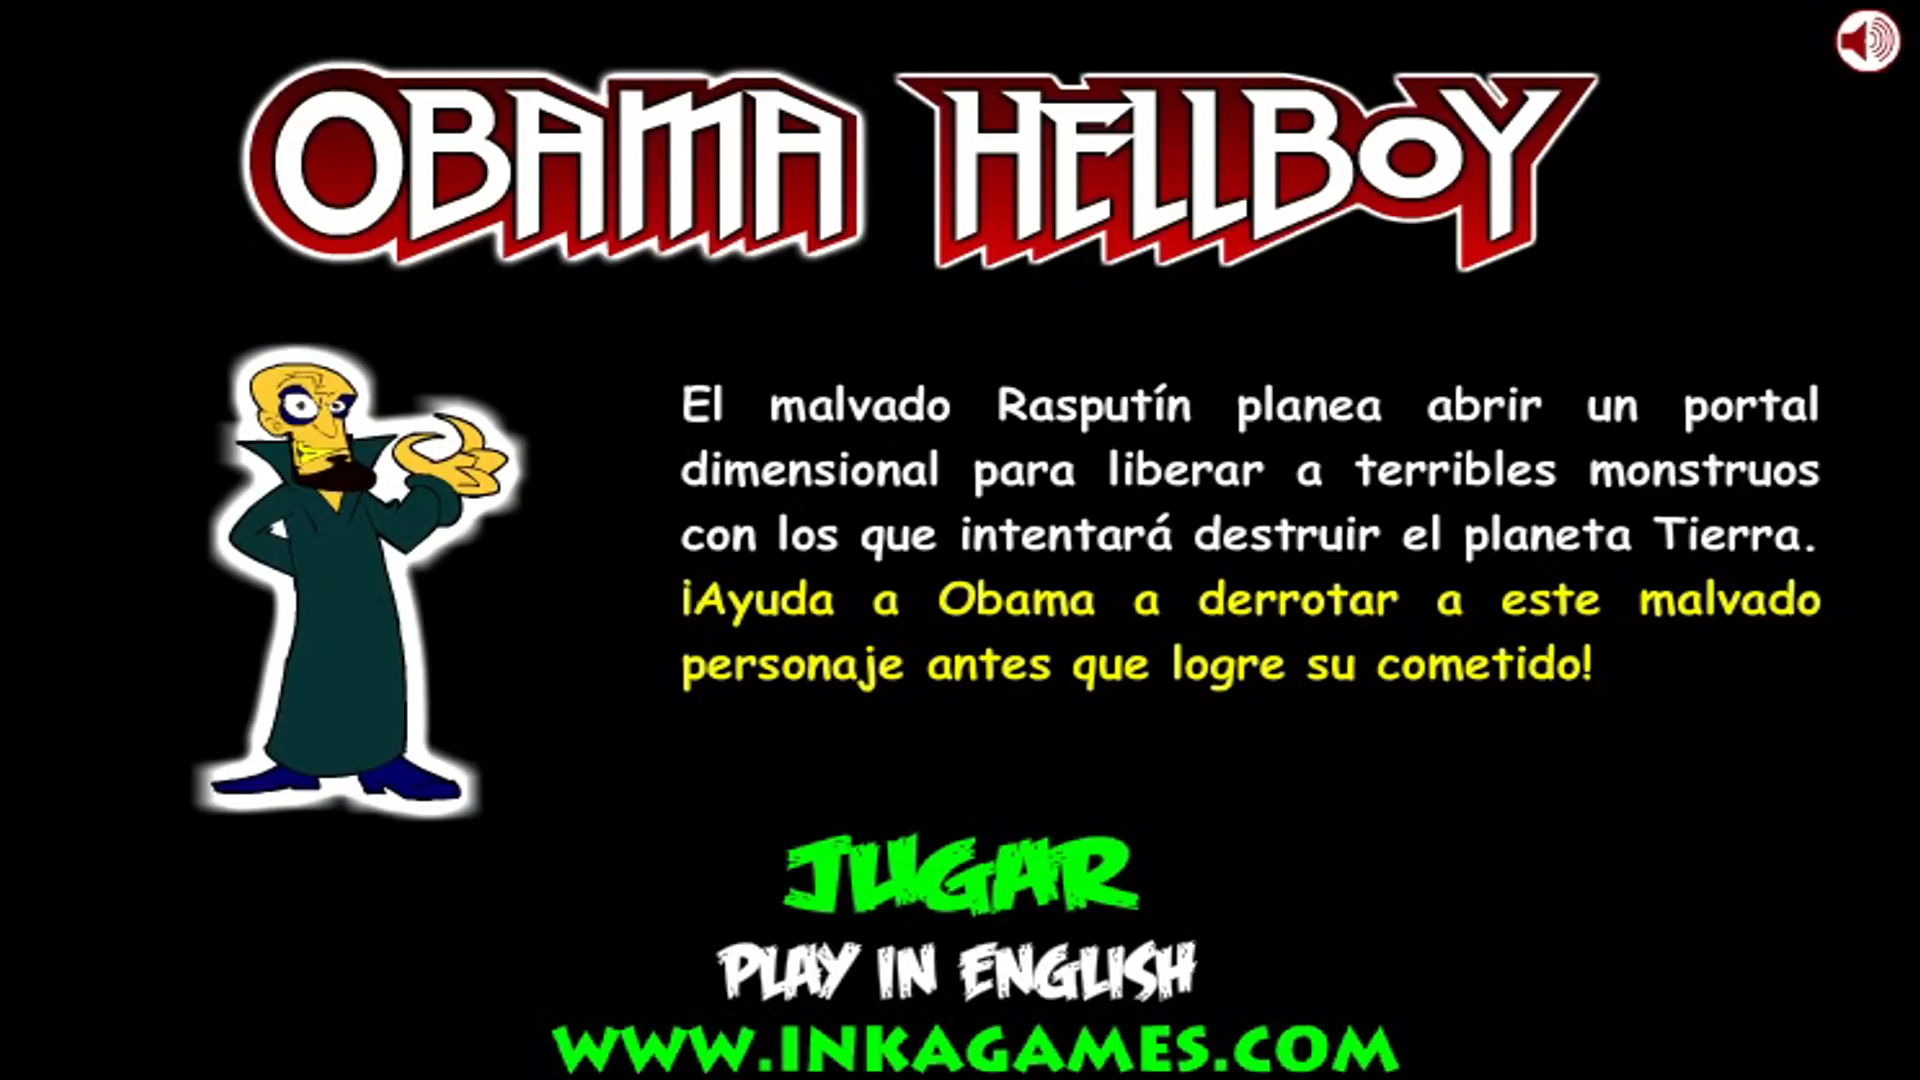 OBAMA HELLBOY
El malvado Rasputín planea abrir un portal
dimensional para liberar a terribles monstruos
con los que intentará destruir el planeta Tierra.
¡Ayuda a Obama a derrotar a este malvado
personaje antes que logre su cometido!
JUGAR
PLAY IN ENGLISH
WWW.INKAGAMES.COM